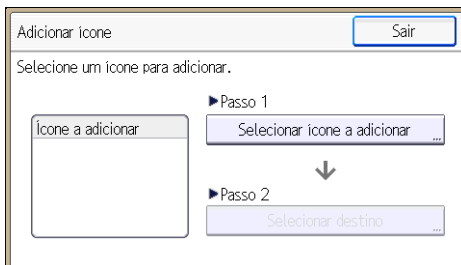 Adicionar ícone
Sair
Selecione um ícone para adicionar.
▶Passo 1
Ícone a adicionar
Selecionar ícone a adicionar ...
▶Passo 2
Selecionar destino ...